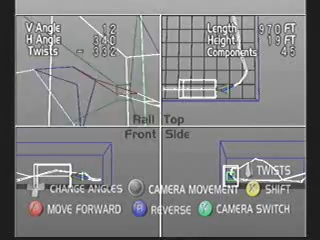 V Angle 12
H Angle 340
Twists - 332
Length 970 FT
Height 19 FT
Components 45
Rail Top
Front Side
TWISTS
CHANGE ANGLES CAMERA MOVEMENT Y SHIFT
MOVE FORWARD B REVERSE CAMERA SWITCH